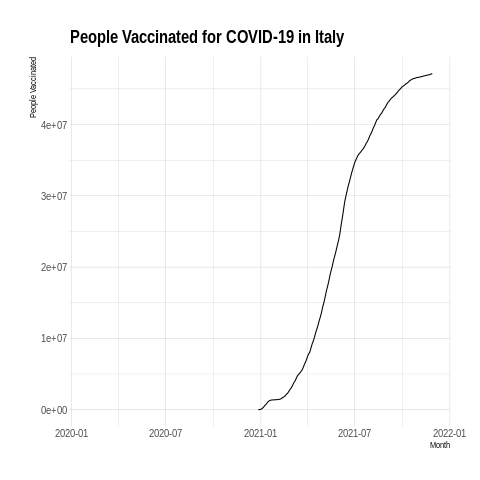 People Vaccinated for COVID-19 in Italy
People Vaccinated
4e+07
3e+07
2e+07
1e+07
0e+00
2020-01 2020-07 2021-01 2021-07 2022-01
Month